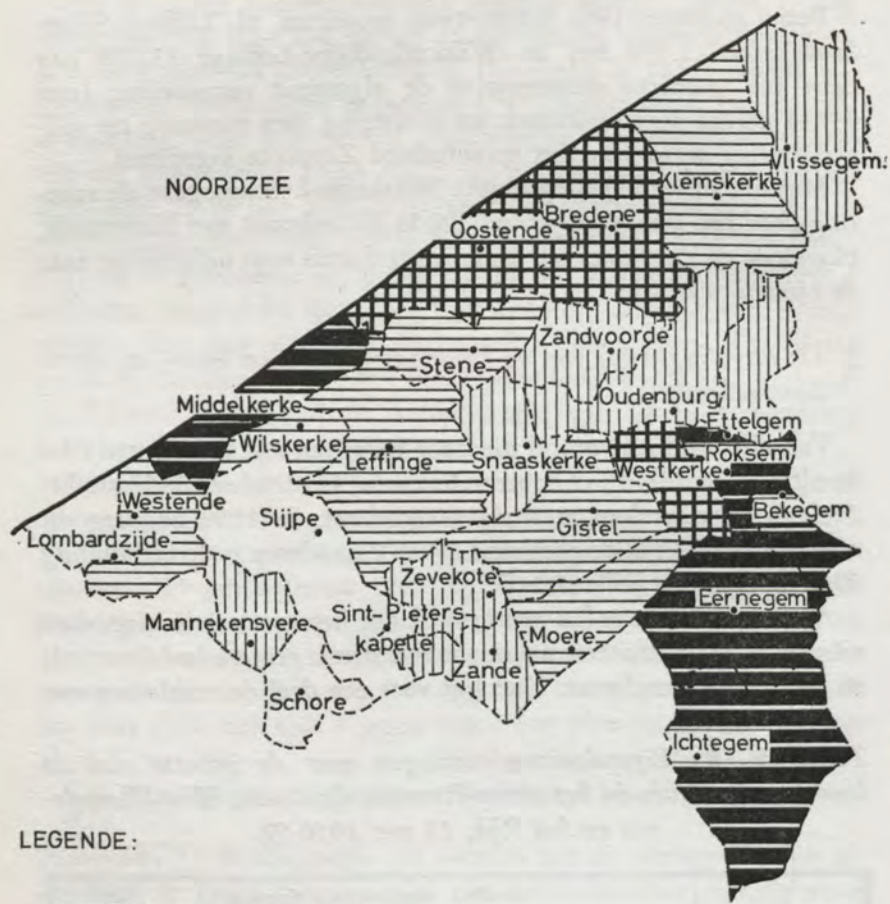 NOORDZEE
Vlissegem
Klemskerke
Bredene
Oostende
Zandvoorde
Stene
Oudenburg
Middelkerke
Ettelgem
Wilskerke
Leffinge
Snaaskerke
Roksem
Westkerke
Westende
Slijpe
Gistel
Bekegem
Lombardzijde
Zevekote
Eernegem
Mannekensvere
Sint-Pieters-
kapelle
Moere
Zande
Schore
Ichtegem
LEGENDE: